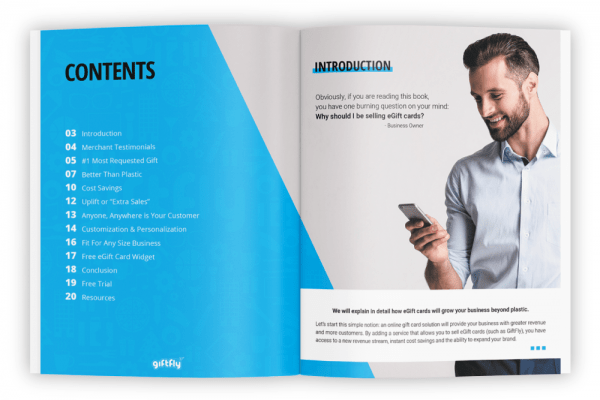 CONTENTS
03 Introduction
04 Merchant Testimonials
05 #1 Most Requested Gift
07 Better Than Plastic
10 Cost Savings
12 Uplift or "Extra Sales"
13 Anyone, Anywhere Is Your Customer
14 Customization & Personalization
16 Fit For Any Size Business
17 Free eGift Card Widget
18 Conclusion
19 Free Trial
20 Resources
giftfly
INTRODUCTION
Obviously, if you are reading this book,
you have one burning question on your mind:
Why should I be selling eGift cards?
- Business Owner
We will explain in detail how eGift cards will grow your business beyond plastic.
Let's start this simple notion: an online gift card solution will provide your business with greater revenue
and more customers. By adding a service that allows you to sell eGift cards (such as GiftFly), you have
access to a new revenue stream, instant cost savings and the ability to expand your brand.